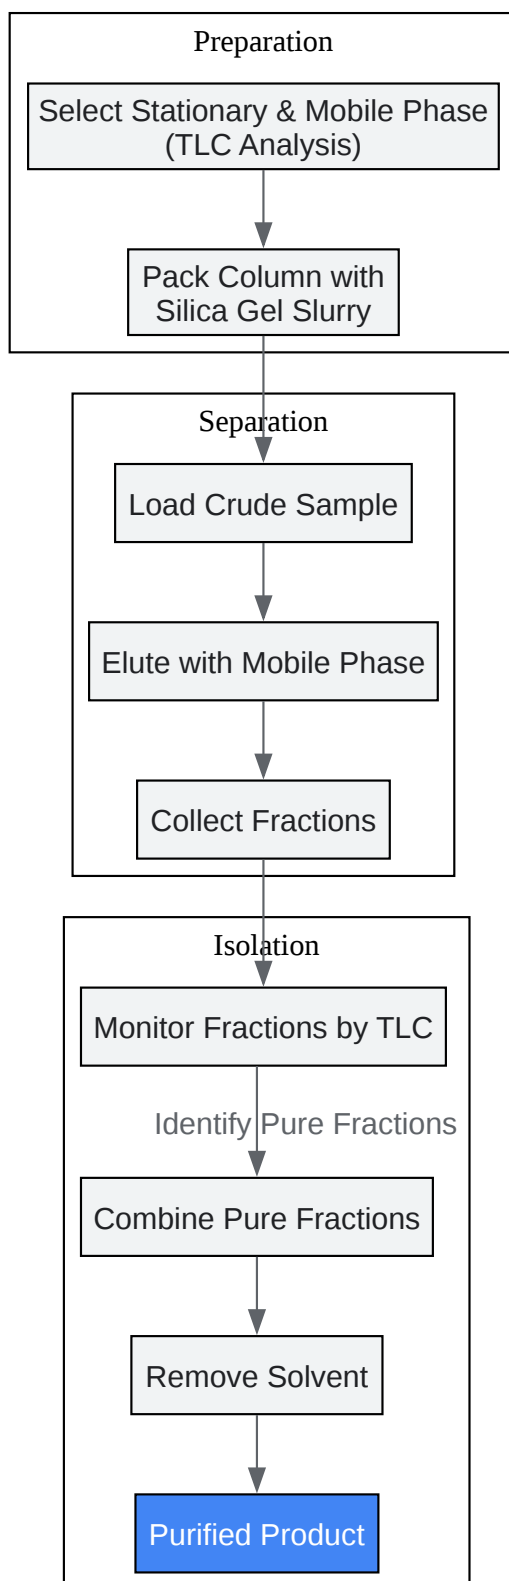 Preparation
Select Stationary & Mobile Phase
(TLC Analysis)
Pack Column with
Silica Gel Slurry
Separation
Load Crude Sample
Elute with Mobile Phase
Collect Fractions
Isolation
Monitor Fractions by TLC
Identify Pure Fractions
Combine Pure Fractions
Remove Solvent
Purified Product